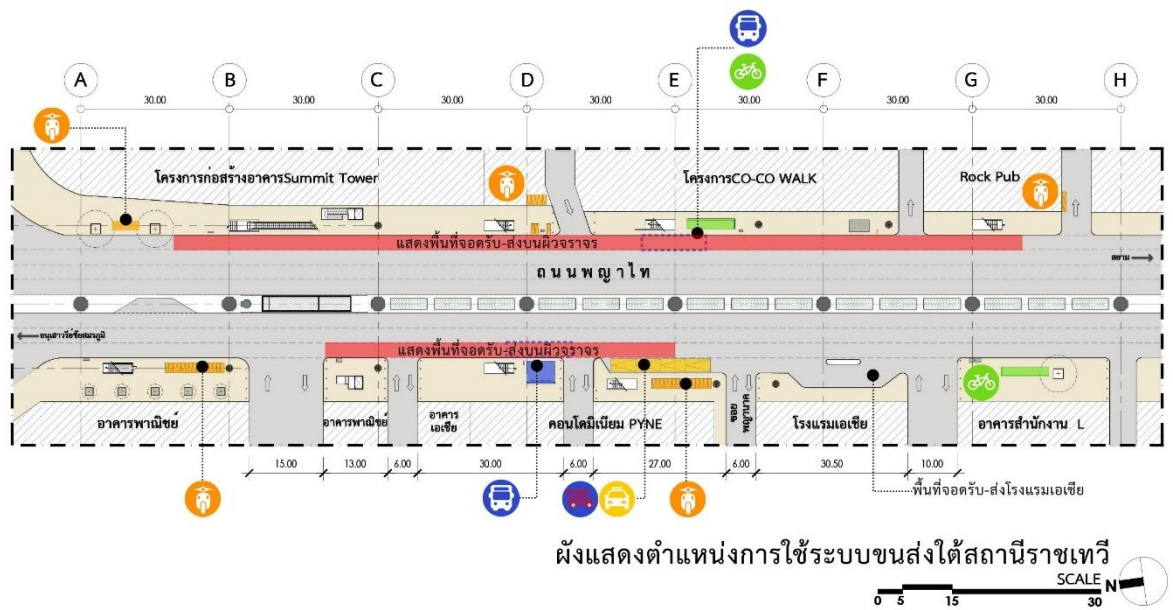 A B C D E F G H
30.00 30.00 30.00 30.00 30.00 30.00 30.00
โครงการก่อสร้างอาคารSummit Tower
โครงการCO-CO WALK
Rock Pub
แสดงพื้นที่จอดรับ-ส่งบนผิวจราจร
สยาม
ถนนพญาไท
อนุสาวรีย์ชัยสมรภูมิ
แสดงพื้นที่จอดรับ-ส่งบนผิวจราจร
อาคารพาณิชย์
อาคารพาณิชย์
อาคาร
เอเชีย
คอนโดมิเนียม PYNE
ซอย
พญานาค
โรงแรมเอเชีย
อาคารสำนักงาน L
15.00 13.00 6.00 30.00 6.00 27.00 6.00 30.50 10.00
พื้นที่จอดรับ-ส่งโรงแรมเอเชีย
ผังแสดงตำแหน่งการใช้ระบบขนส่งใต้สถานีราชเทวี
SCALE
N
0 5 15 30